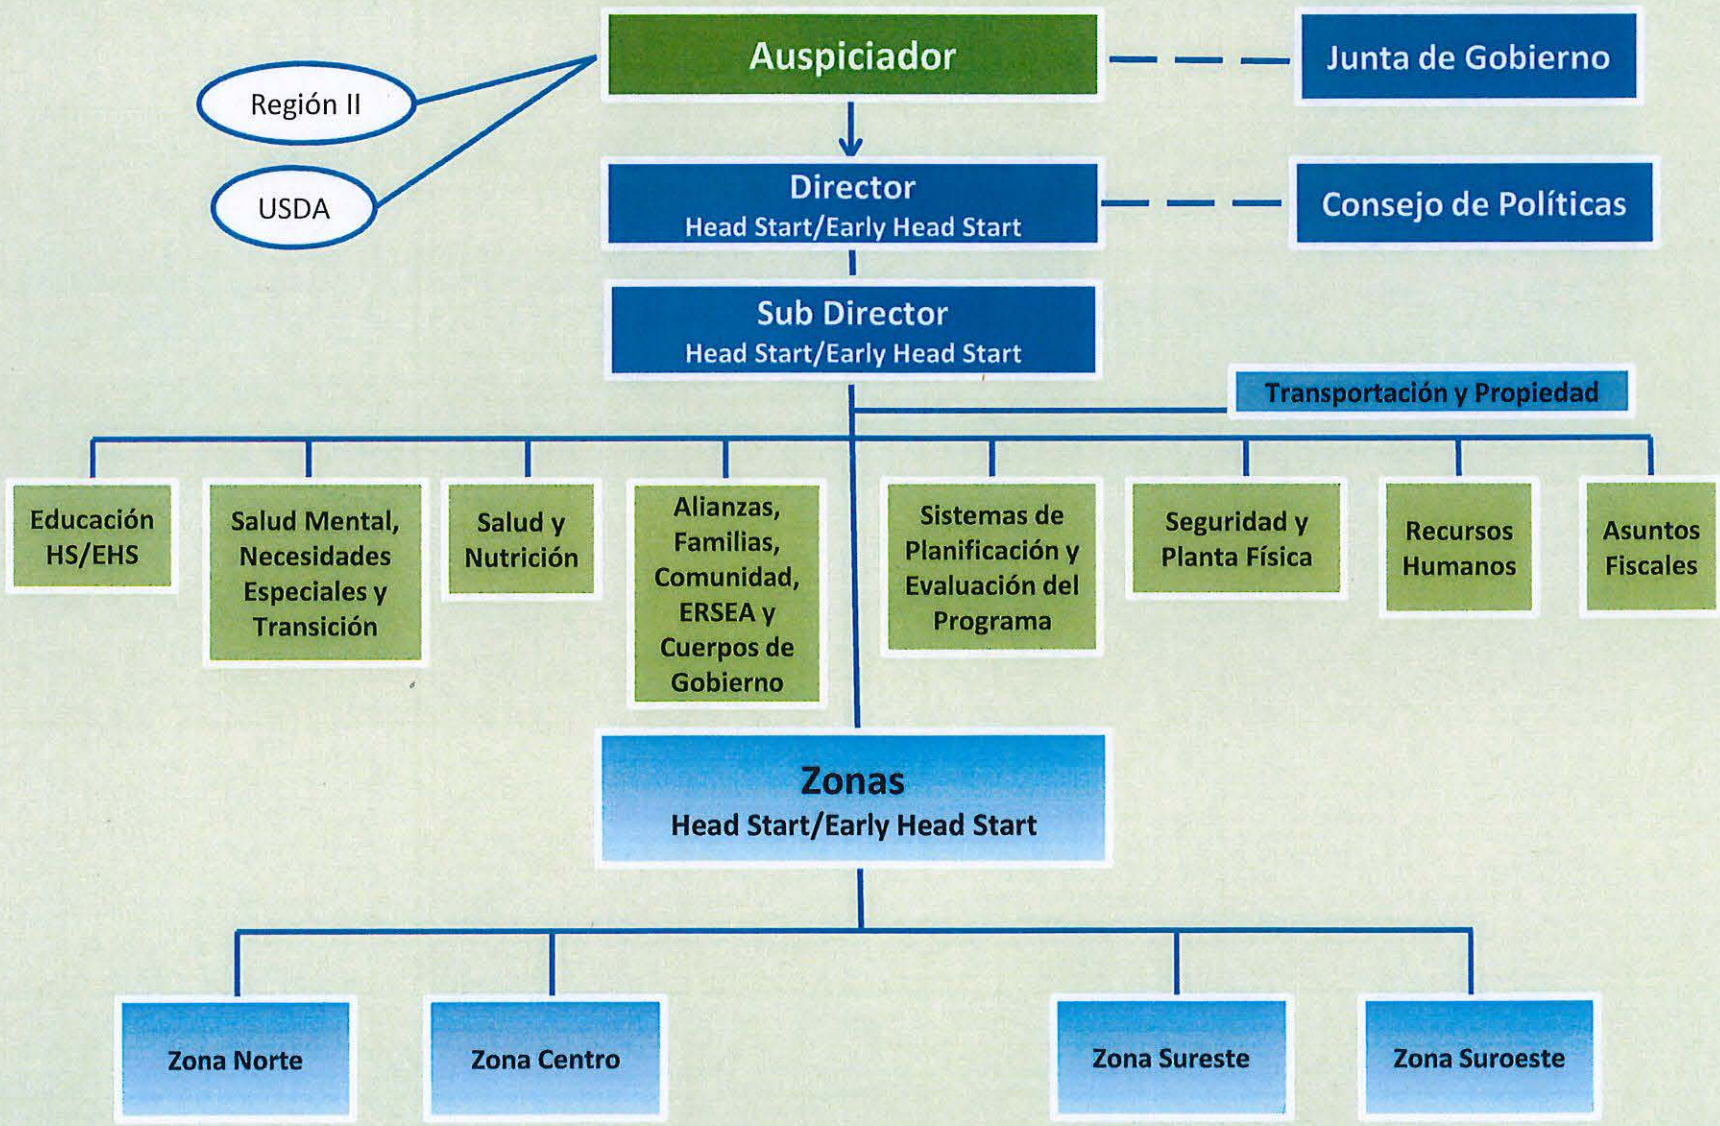 Auspiciador
Junta de Gobierno
Región II
USDA
Director
Head Start/Early Head Start
Consejo de Políticas
Sub Director
Head Start/Early Head Start
Transportación y Propiedad
Educación
HS/EHS
Salud Mental,
Necesidades
Especiales y
Transición
Salud y
Nutrición
Alianzas,
Familias,
Comunidad,
ERSEA y
Cuerpos de
Gobierno
Sistemas de
Planificación y
Evaluación del
Programa
Seguridad y
Planta Física
Recursos
Humanos
Asuntos
Fiscales
Zonas
Head Start/Early Head Start
Zona Norte
Zona Centro
Zona Sureste
Zona Suroeste